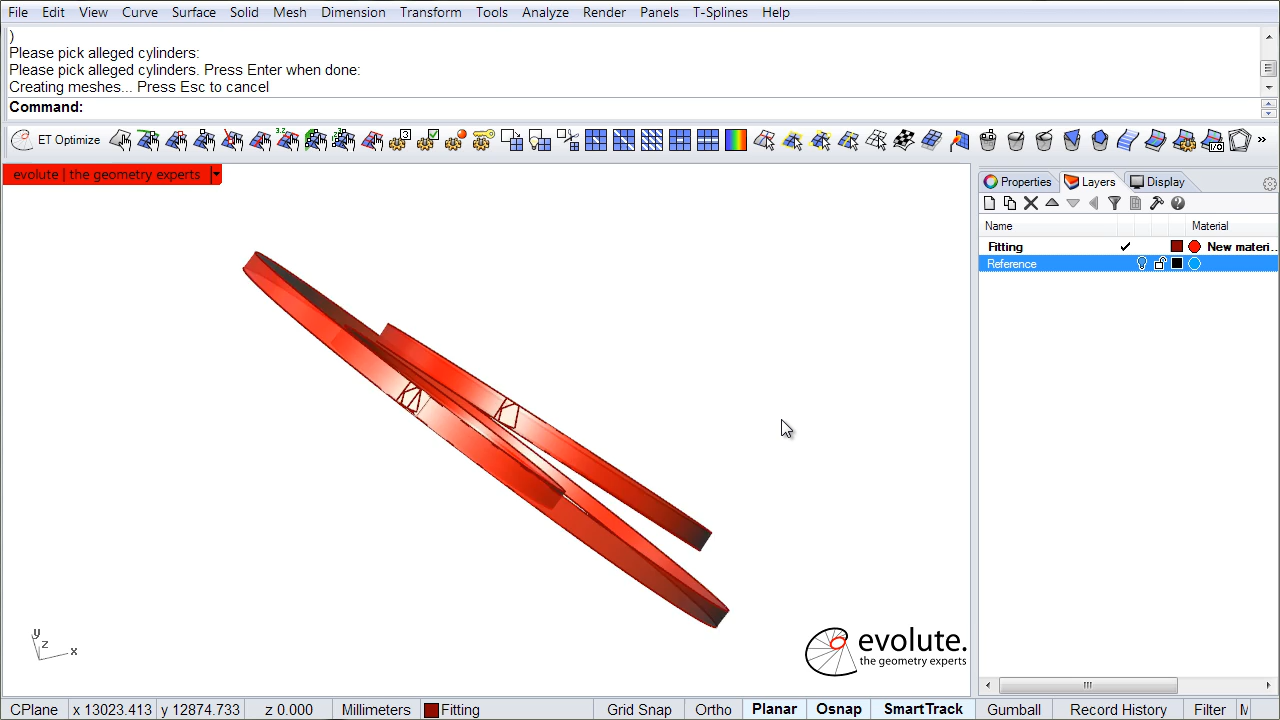 File Edit View Curve Surface Solid Mesh Dimension Transform Tools Analyze Render Panels T-Splines Help
)
Please pick alleged cylinders:
Please pick alleged cylinders. Press Enter when done:
Creating meshes... Press Esc to cancel
Command:
ET Optimize 3.2 3 I/O »
evolute | the geometry experts
Properties Layers Display
Name Material
Fitting New materi...
Reference
y
z
x
evolute.
the geometry experts
CPlane x 13023.413 y 12874.733 z 0.000 Millimeters Fitting Grid Snap Ortho Planar Osnap SmartTrack Gumball Record History Filter M